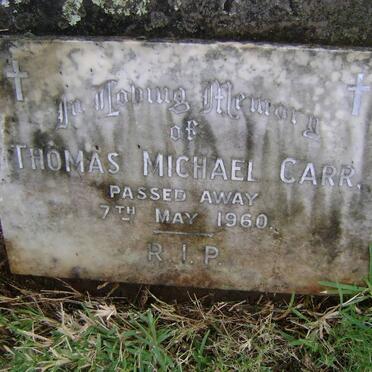 In Loving Memory
OF
THOMAS MICHAEL CARR.
PASSED AWAY
7TH MAY 1960.
R.I.P.